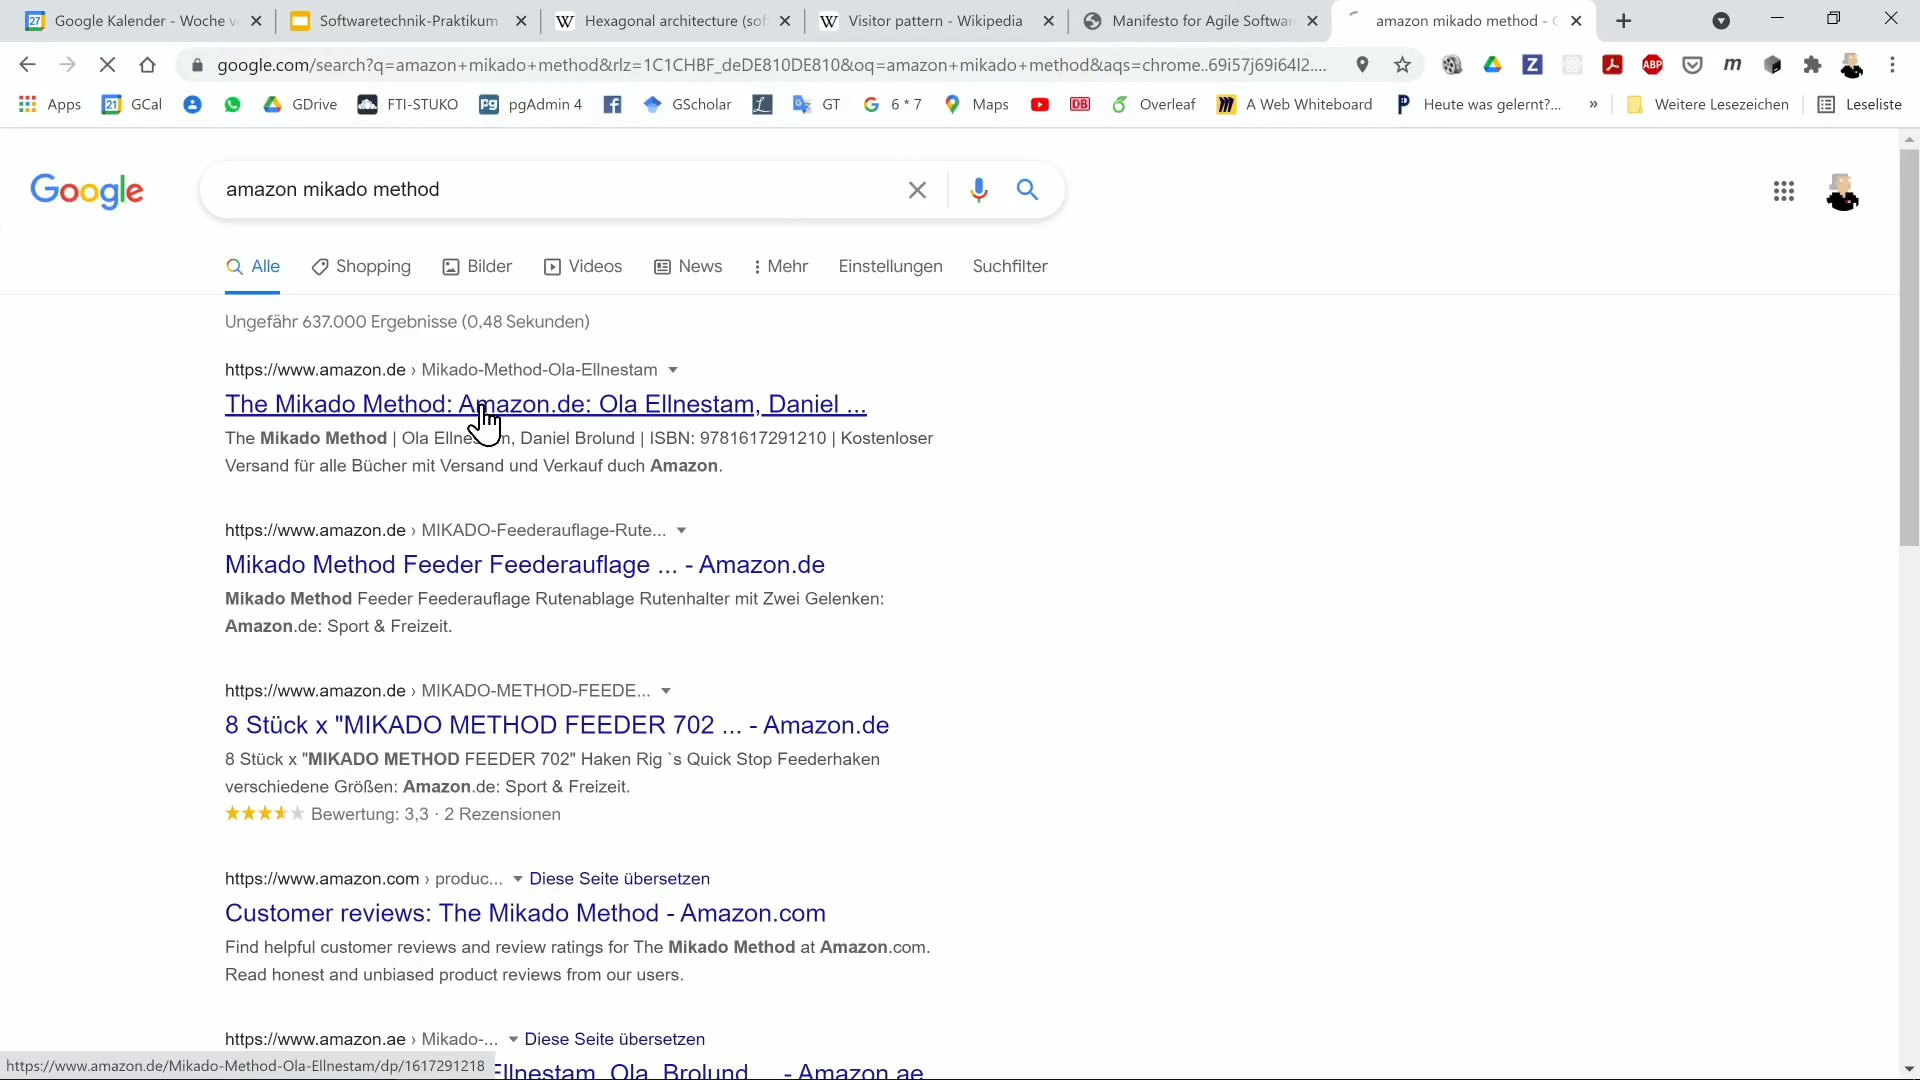 Google Kalender - Woche v
Softwaretechnik-Praktikum
Hexagonal architecture (sof
Visitor pattern - Wikipedia
Manifesto for Agile Softwar
amazon mikado method - G
google.com/search?q=amazon+mikado+method&rlz=1C1CHBF_deDE810DE810&oq=amazon+mikado+method&aqs=chrome..69i57j69i64l2....
Apps GCal GDrive FTI-STUKO pgAdmin 4 GScholar GT 6 * 7 Maps Overleaf A Web Whiteboard Heute was gelernt?... » Weitere Lesezeichen Leseliste
Google
amazon mikado method
Alle Shopping Bilder Videos News Mehr Einstellungen Suchfilter
Ungefähr 637.000 Ergebnisse (0,48 Sekunden)
https://www.amazon.de › Mikado-Method-Ola-Ellnestam
The Mikado Method: Amazon.de: Ola Ellnestam, Daniel ...
The Mikado Method | Ola Ellnes m, Daniel Brolund | ISBN: 9781617291210 | Kostenloser
Versand für alle Bücher mit Versand und Verkauf duch Amazon.
https://www.amazon.de › MIKADO-Feederauflage-Rute...
Mikado Method Feeder Feederauflage ... - Amazon.de
Mikado Method Feeder Feederauflage Rutenablage Rutenhalter mit Zwei Gelenken:
Amazon.de: Sport & Freizeit.
https://www.amazon.de › MIKADO-METHOD-FEEDE...
8 Stück x "MIKADO METHOD FEEDER 702 ... - Amazon.de
8 Stück x "MIKADO METHOD FEEDER 702" Haken Rig `s Quick Stop Feederhaken
verschiedene Größen: Amazon.de: Sport & Freizeit.
Bewertung: 3,3 · 2 Rezensionen
https://www.amazon.com › produc... Diese Seite übersetzen
Customer reviews: The Mikado Method - Amazon.com
Find helpful customer reviews and review ratings for The Mikado Method at Amazon.com.
Read honest and unbiased product reviews from our users.
https://www.amazon.ae › Mikado-... Diese Seite übersetzen
Ellnestam, Ola, Brolund ... - Amazon.ae
https://www.amazon.de/Mikado-Method-Ola-Ellnestam/dp/1617291218